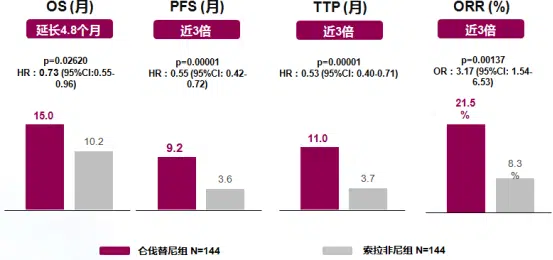 OS (月)
延长4.8个月
p=0.02620
HR：0.73 (95%CI:0.55-
0.96)
15.0
10.2
PFS (月)
近3倍
p=0.00001
HR：0.55 (95%CI: 0.42-
0.72)
9.2
3.6
TTP (月)
近3倍
p=0.00001
HR：0.53 (95%CI: 0.40-0.71)
11.0
3.7
ORR (%)
近3倍
p=0.00137
OR：3.17 (95%CI: 1.54-
6.53)
21.5
%
8.3
%
仑伐替尼组 N=144
索拉非尼组 N=144